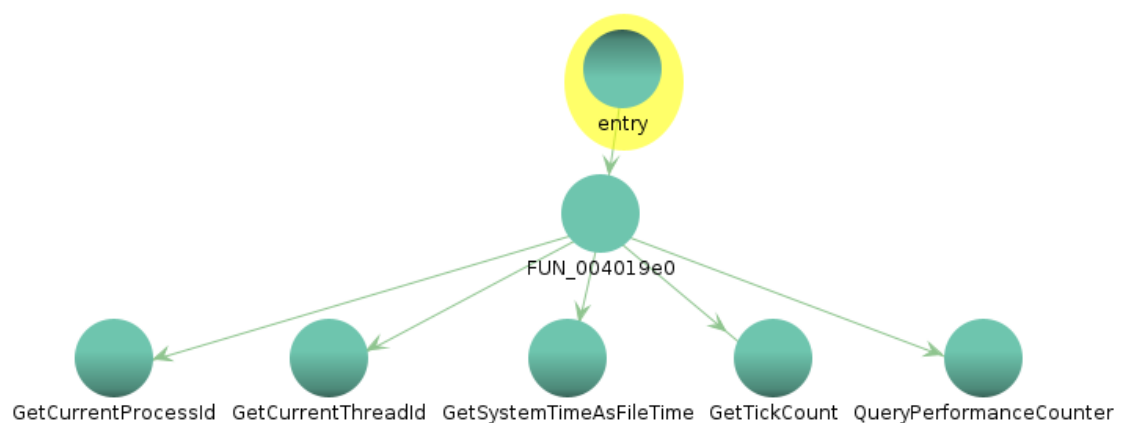 entry
FUN_004019e0
GetCurrentProcessId
GetCurrentThreadId
GetSystemTimeAsFileTime
GetTickCount
QueryPerformanceCounter